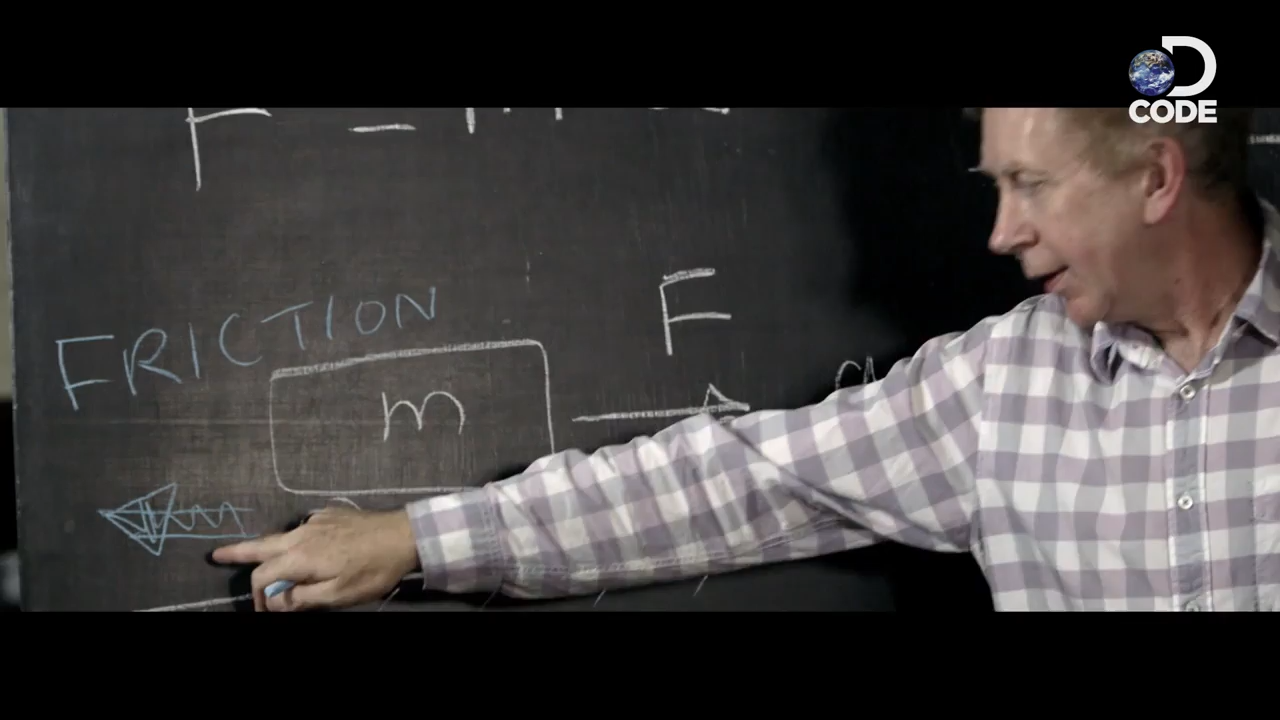 CODE
F = m a
F
FRICTION
m
a